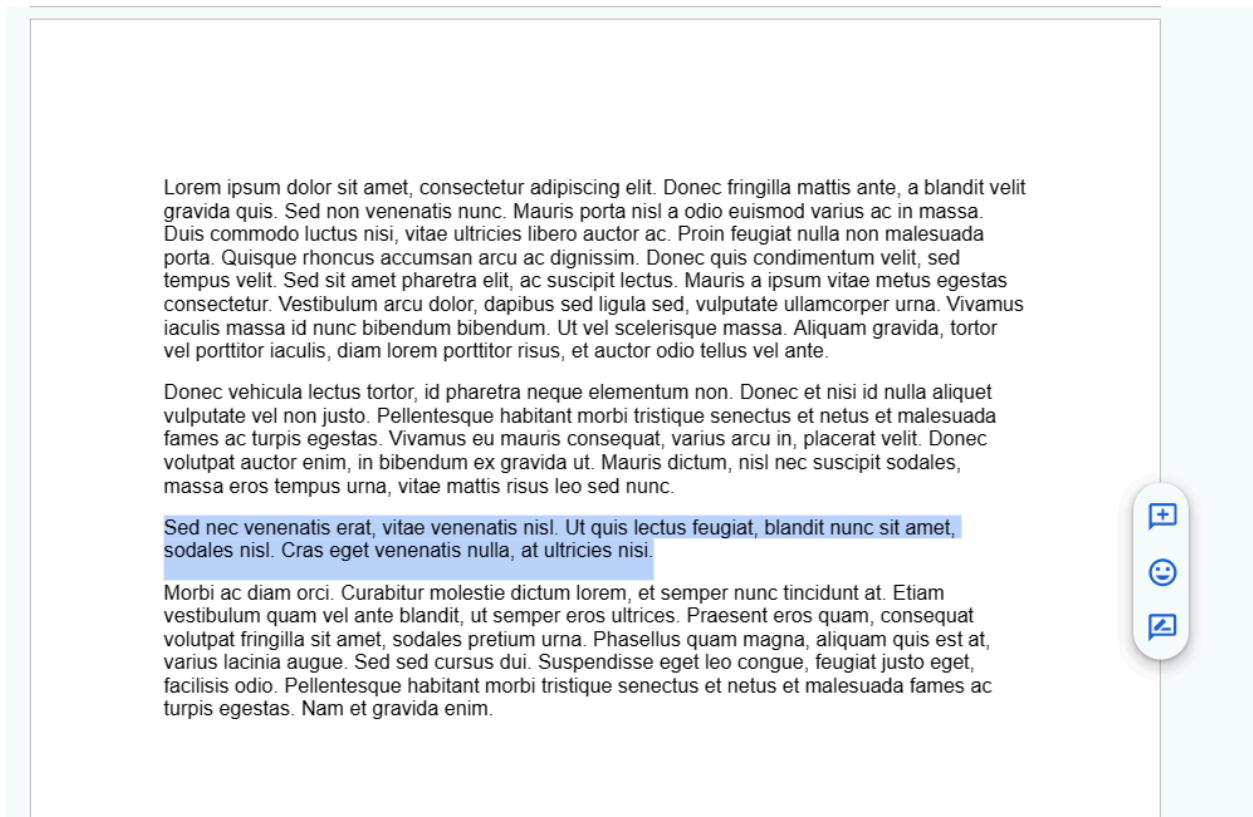 Lorem ipsum dolor sit amet, consectetur adipiscing elit. Donec fringilla mattis ante, a blandit velit
gravida quis. Sed non venenatis nunc. Mauris porta nisl a odio euismod varius ac in massa.
Duis commodo luctus nisi, vitae ultricies libero auctor ac. Proin feugiat nulla non malesuada
porta. Quisque rhoncus accumsan arcu ac dignissim. Donec quis condimentum velit, sed
tempus velit. Sed sit amet pharetra elit, ac suscipit lectus. Mauris a ipsum vitae metus egestas
consectetur. Vestibulum arcu dolor, dapibus sed ligula sed, vulputate ullamcorper urna. Vivamus
iaculis massa id nunc bibendum bibendum. Ut vel scelerisque massa. Aliquam gravida, tortor
vel porttitor iaculis, diam lorem porttitor risus, et auctor odio tellus vel ante.
Donec vehicula lectus tortor, id pharetra neque elementum non. Donec et nisi id nulla aliquet
vulputate vel non justo. Pellentesque habitant morbi tristique senectus et netus et malesuada
fames ac turpis egestas. Vivamus eu mauris consequat, varius arcu in, placerat velit. Donec
volutpat auctor enim, in bibendum ex gravida ut. Mauris dictum, nisl nec suscipit sodales,
massa eros tempus urna, vitae mattis risus leo sed nunc.
Sed nec venenatis erat, vitae venenatis nisl. Ut quis lectus feugiat, blandit nunc sit amet,
sodales nisl. Cras eget venenatis nulla, at ultricies nisi.
Morbi ac diam orci. Curabitur molestie dictum lorem, et semper nunc tincidunt at. Etiam
vestibulum quam vel ante blandit, ut semper eros ultrices. Praesent eros quam, consequat
volutpat fringilla sit amet, sodales pretium urna. Phasellus quam magna, aliquam quis est at,
varius lacinia augue. Sed sed cursus dui. Suspendisse eget leo congue, feugiat justo eget,
facilisis odio. Pellentesque habitant morbi tristique senectus et netus et malesuada fames ac
turpis egestas. Nam et gravida enim.